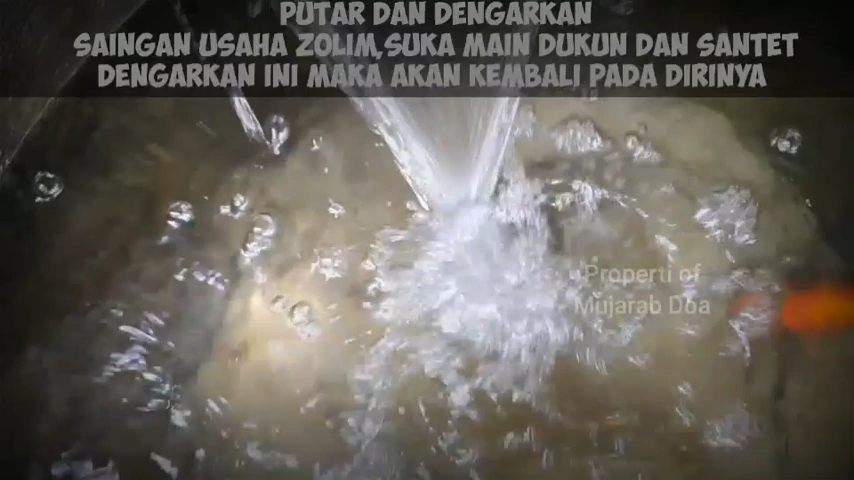 PUTAR DAN DENGARKAN
SAINGAN USAHA ZOLIM,SUKA MAIN DUKUN DAN SANTET
DENGARKAN INI MAKA AKAN KEMBALI PADA DIRINYA
Properti of
Mujarab Doa